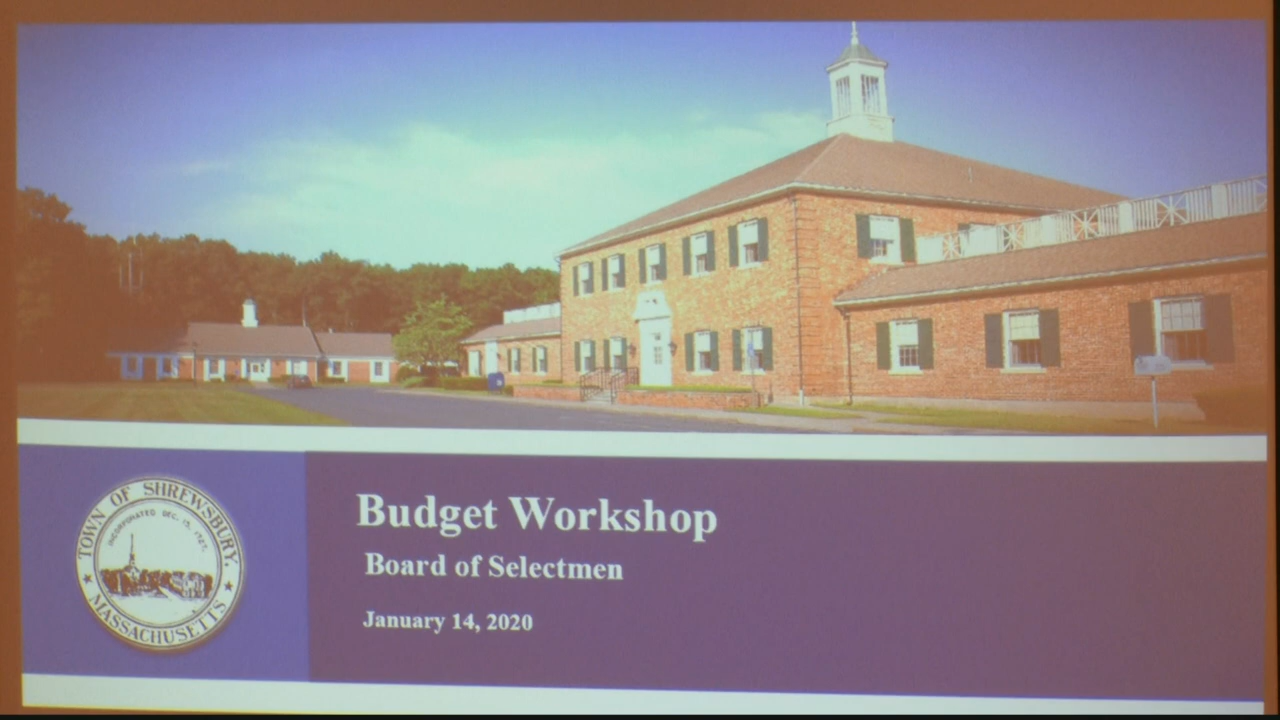 Budget Workshop
Board of Selectmen
January 14, 2020
TOWN OF SHREWSBURY,
MASSACHUSETTS
INCORPORATED DEC. 15, 1727.